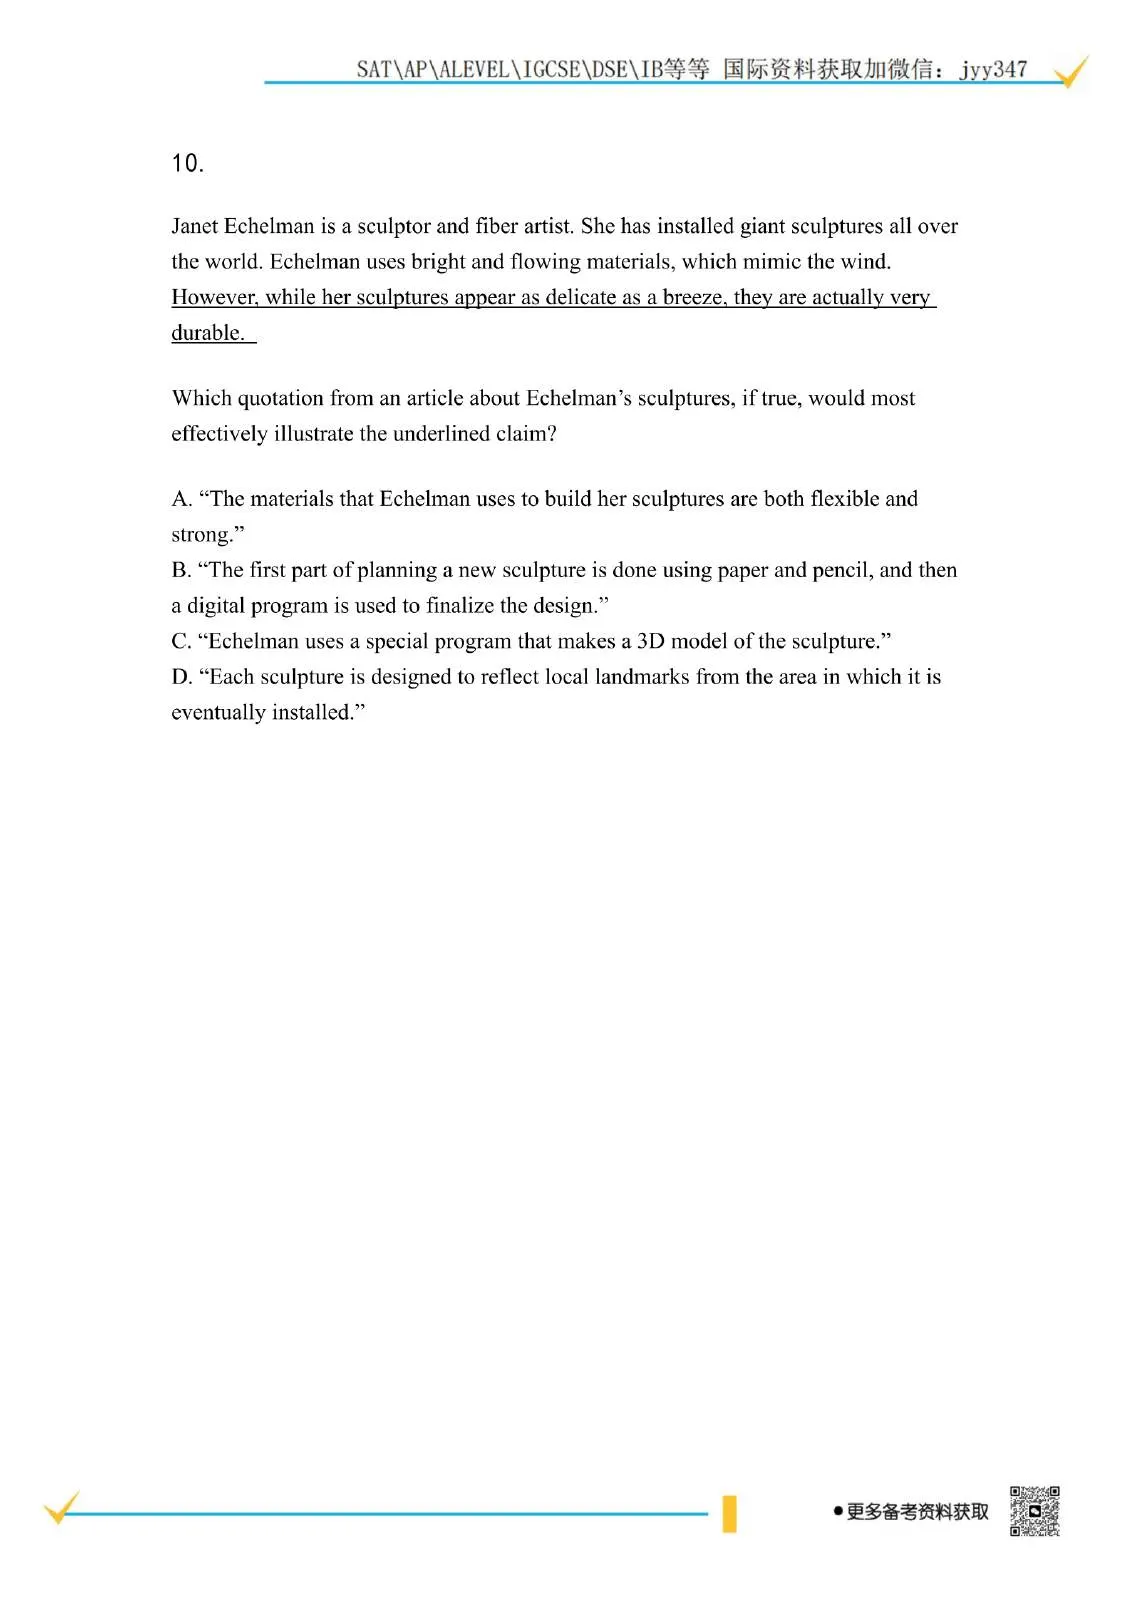 SAT\AP\ALEVEL\IGCSE\DSE\IB等等 国际资料获取加微信：jyy347
10.
Janet Echelman is a sculptor and fiber artist. She has installed giant sculptures all over
the world. Echelman uses bright and flowing materials, which mimic the wind.
However, while her sculptures appear as delicate as a breeze, they are actually very
durable.
Which quotation from an article about Echelman’s sculptures, if true, would most
effectively illustrate the underlined claim?
A. “The materials that Echelman uses to build her sculptures are both flexible and
strong.”
B. “The first part of planning a new sculpture is done using paper and pencil, and then
a digital program is used to finalize the design.”
C. “Echelman uses a special program that makes a 3D model of the sculpture.”
D. “Each sculpture is designed to reflect local landmarks from the area in which it is
eventually installed.”
●更多备考资料获取